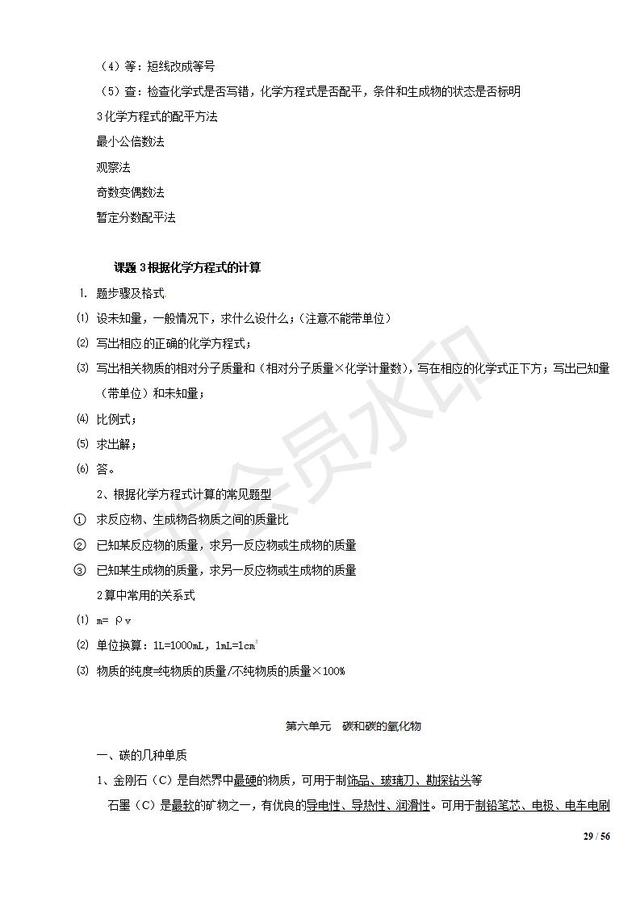 （4）等：短线改成等号
（5）查：检查化学式是否写错，化学方程式是否配平，条件和生成物的状态是否标明
3化学方程式的配平方法
最小公倍数法
观察法
奇数变偶数法
暂定分数配平法
课题 3根据化学方程式的计算
1. 题步骤及格式
⑴ 设未知量，一般情况下，求什么设什么；（注意不能带单位）
⑵ 写出相应的正确的化学方程式；
⑶ 写出相关物质的相对分子质量和（相对分子质量×化学计量数），写在相应的化学式正下方；写出已知量
（带单位）和未知量；
⑷ 比例式；
⑸ 求出解；
⑹ 答。
2、根据化学方程式计算的常见题型
① 求反应物、生成物各物质之间的质量比
② 已知某反应物的质量，求另一反应物或生成物的质量
③ 已知某生成物的质量，求另一反应物或生成物的质量
2算中常用的关系式
⑴ m= ρv
⑵ 单位换算：1L=1000mL，1mL=1cm³
⑶ 物质的纯度=纯物质的质量/不纯物质的质量×100%
第六单元 碳和碳的氧化物
一、碳的几种单质
1、金刚石（C）是自然界中最硬的物质，可用于制饰品、玻璃刀、勘探钻头等
石墨（C）是最软的矿物之一，有优良的导电性、导热性、润滑性。可用于制铅笔芯、电极、电车电刷
29 / 56
非会员水印